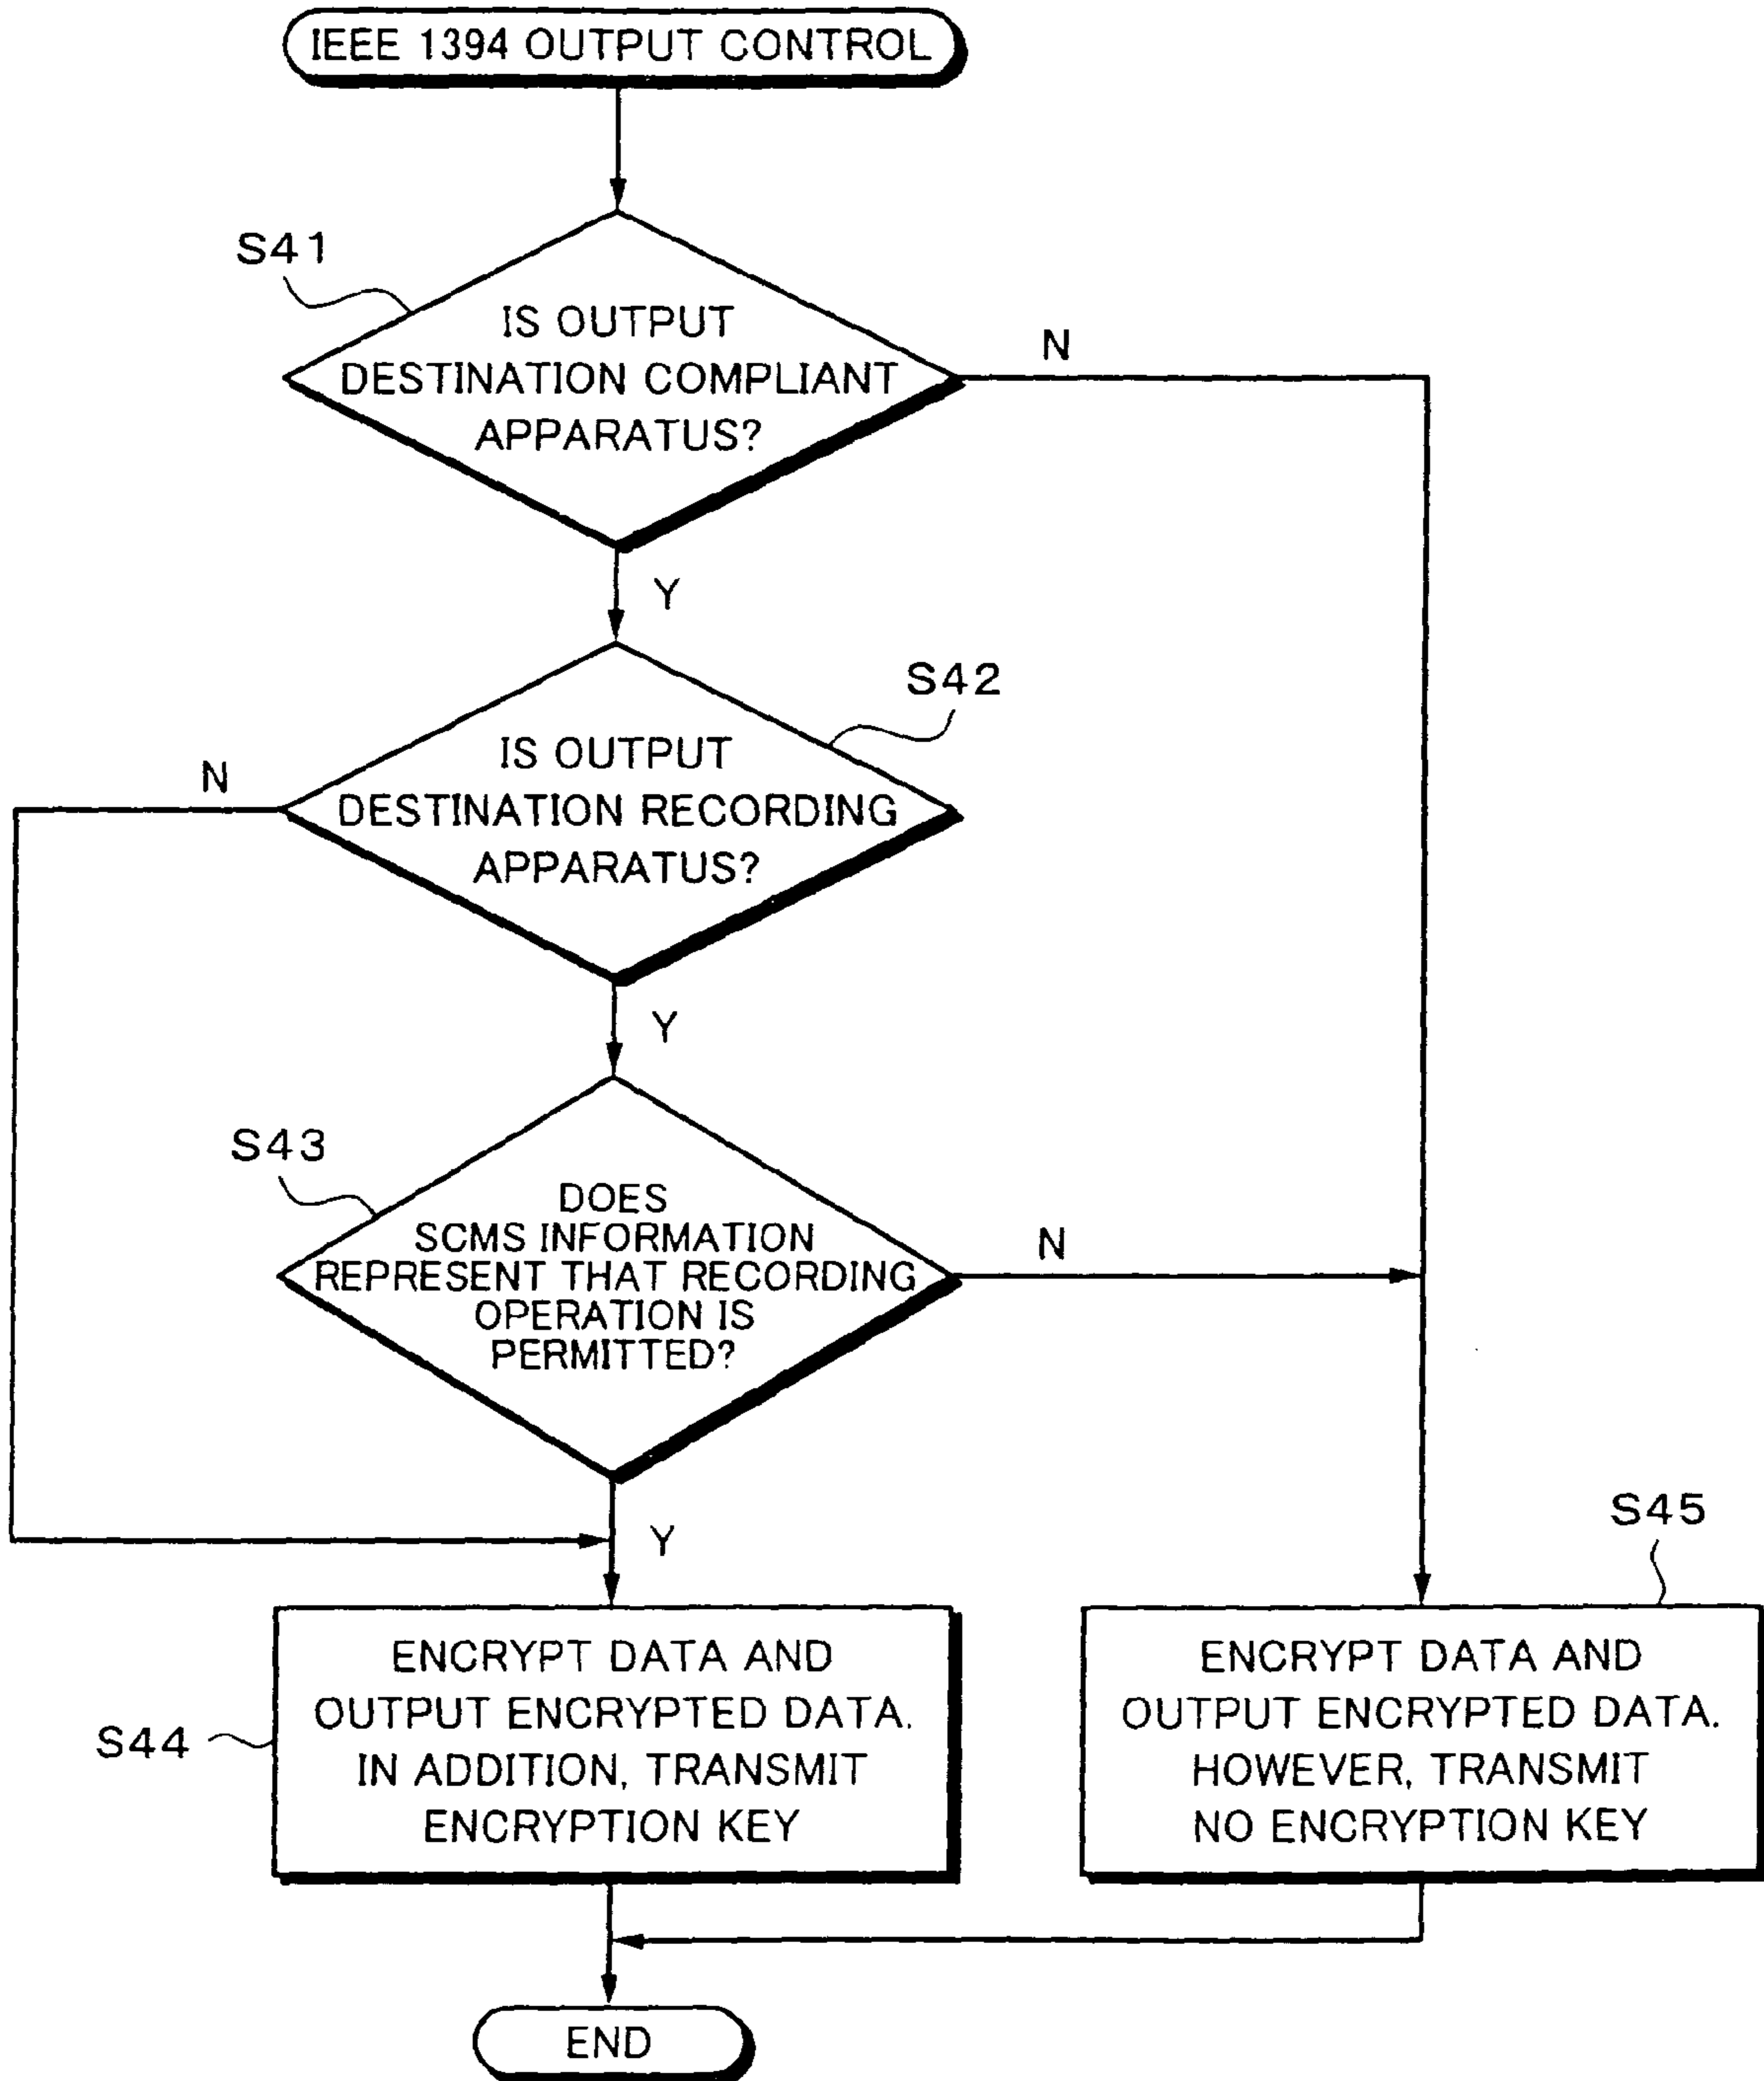 IEEE 1394 OUTPUT CONTROL
S41
IS OUTPUT
DESTINATION COMPLIANT
APPARATUS?
N
Y
S42
IS OUTPUT
DESTINATION RECORDING
APPARATUS?
N
Y
S43
DOES
SCMS INFORMATION
REPRESENT THAT RECORDING
OPERATION IS
PERMITTED?
N
Y
S44
ENCRYPT DATA AND
OUTPUT ENCRYPTED DATA.
IN ADDITION, TRANSMIT
ENCRYPTION KEY
S45
ENCRYPT DATA AND
OUTPUT ENCRYPTED DATA.
HOWEVER, TRANSMIT
NO ENCRYPTION KEY
END